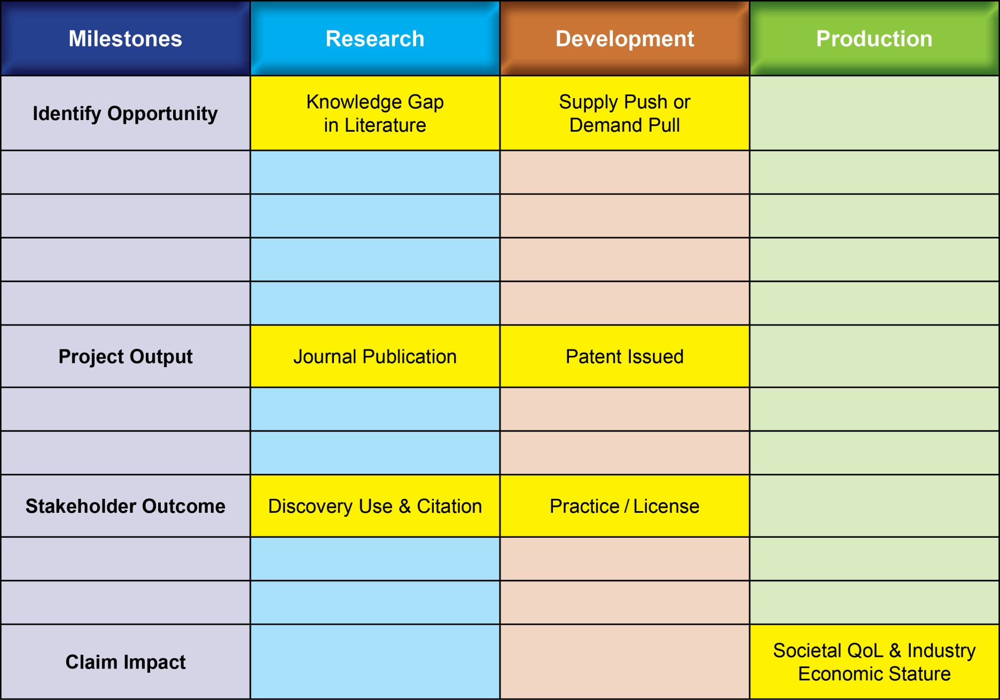 Milestones
Research
Development
Production
Identify Opportunity
Knowledge Gap
in Literature
Supply Push or
Demand Pull
Project Output
Journal Publication
Patent Issued
Stakeholder Outcome
Discovery Use & Citation
Practice / License
Claim Impact
Societal QoL & Industry
Economic Stature